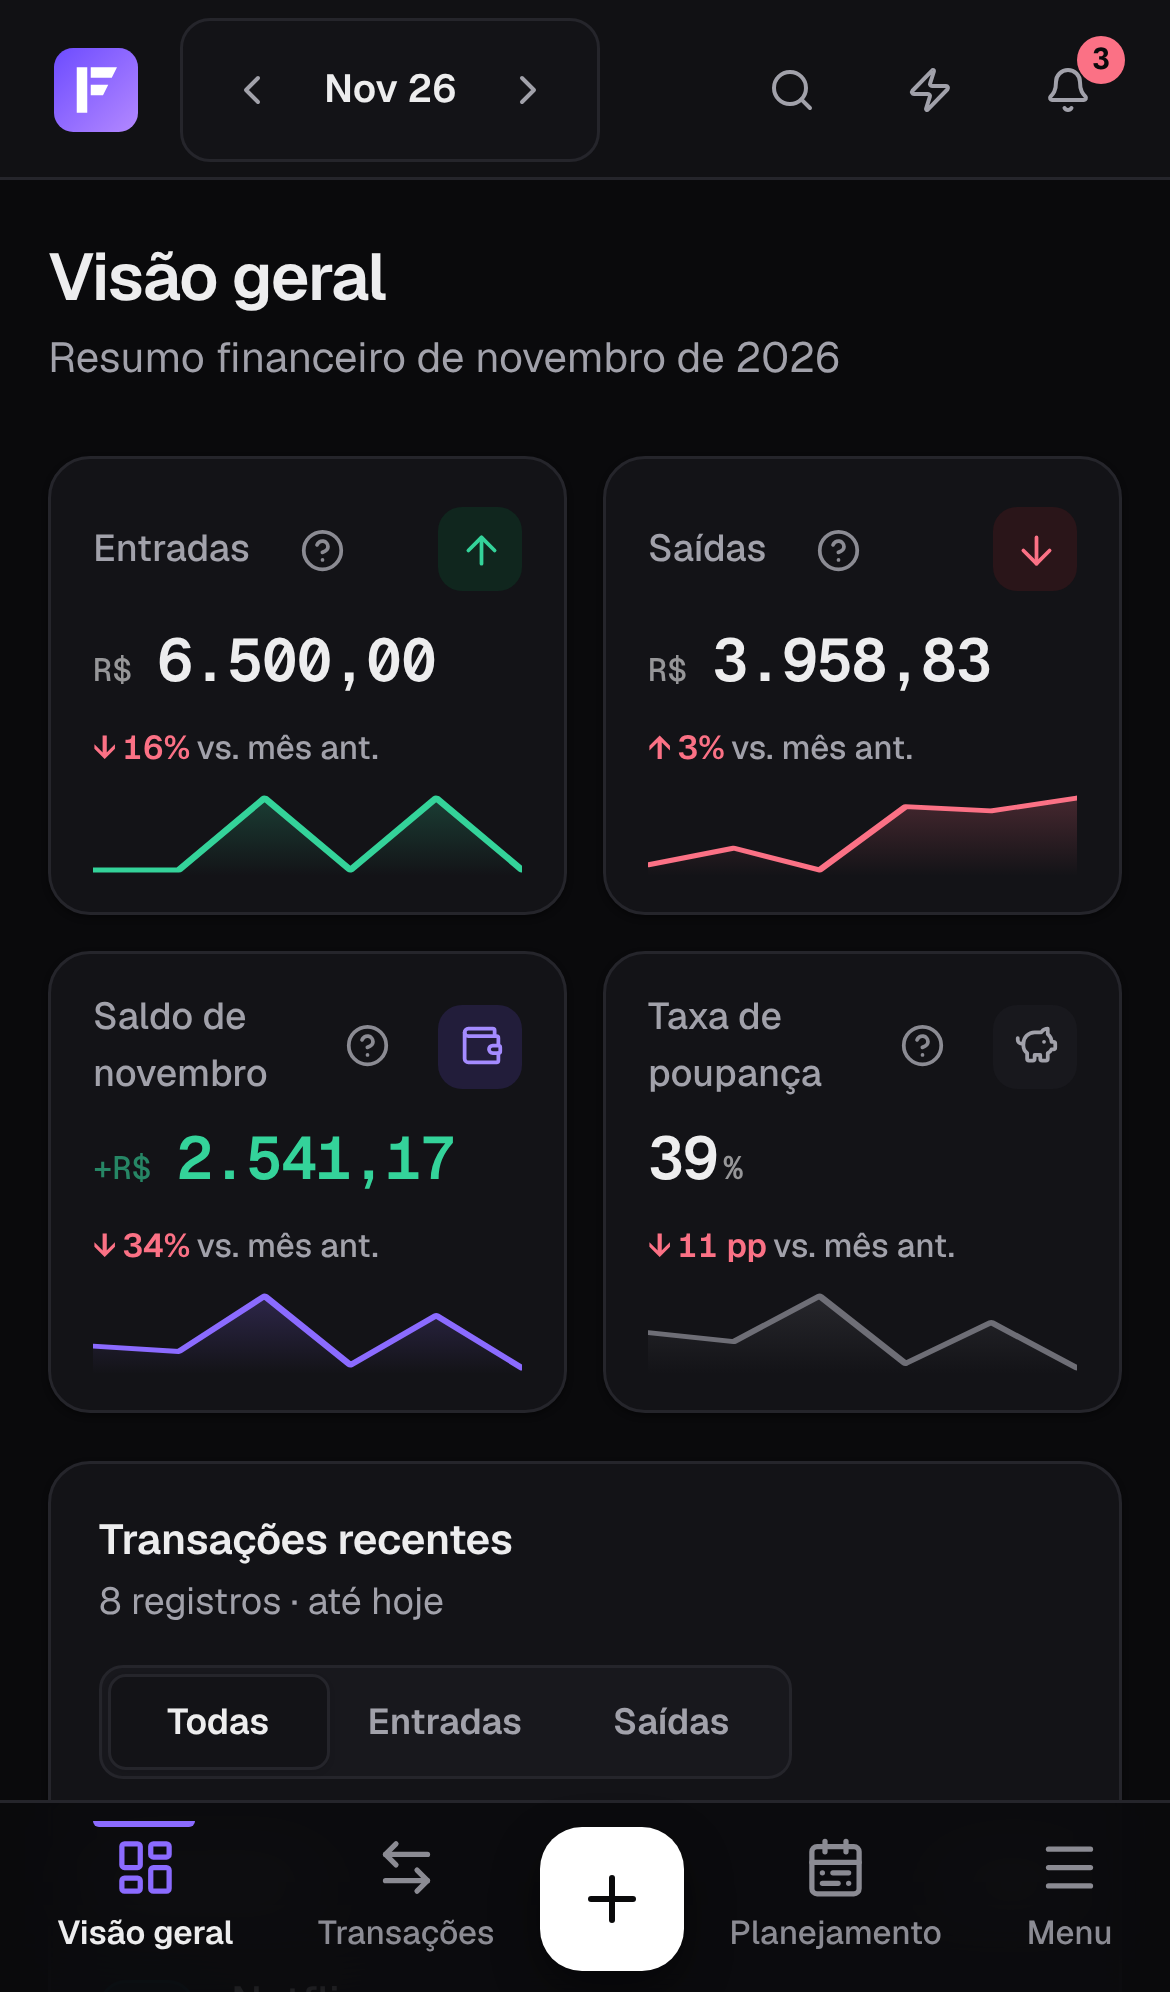 F
Nov 26
3
Visão geral
Resumo financeiro de novembro de 2026
Entradas
R$ 6.500,00
↓ 16% vs. mês ant.
Saídas
R$ 3.958,83
↑ 3% vs. mês ant.
Saldo de
novembro
+R$ 2.541,17
↓ 34% vs. mês ant.
Taxa de
poupança
39%
↓ 11 pp vs. mês ant.
Transações recentes
8 registros · até hoje
Todas Entradas Saídas
Visão geral Transações Planejamento Menu